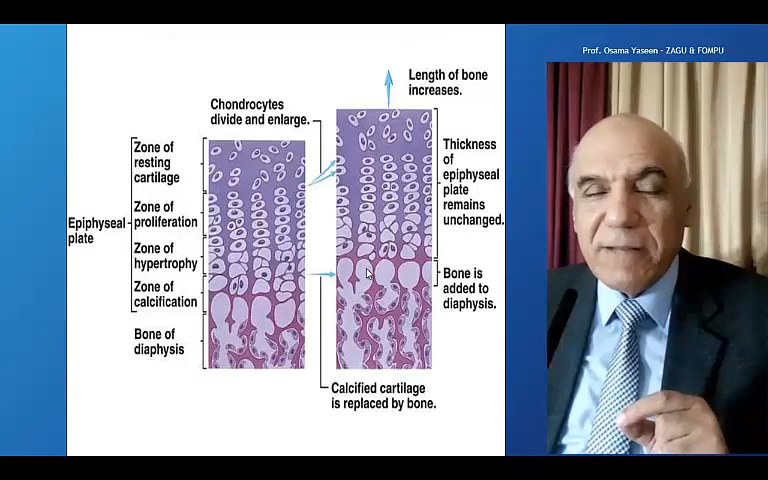 Prof. Osama Yaseen - ZAGU & FOMPU
Length of bone
increases.
Chondrocytes
divide and enlarge.
Zone of
resting
cartilage
Zone of
proliferation
Zone of
hypertrophy
Zone of
calcification
Epiphyseal
plate
Bone of
diaphysis
Thickness
of
epiphyseal
plate
remains
unchanged.
Bone is
added to
diaphysis.
Calcified cartilage
is replaced by bone.